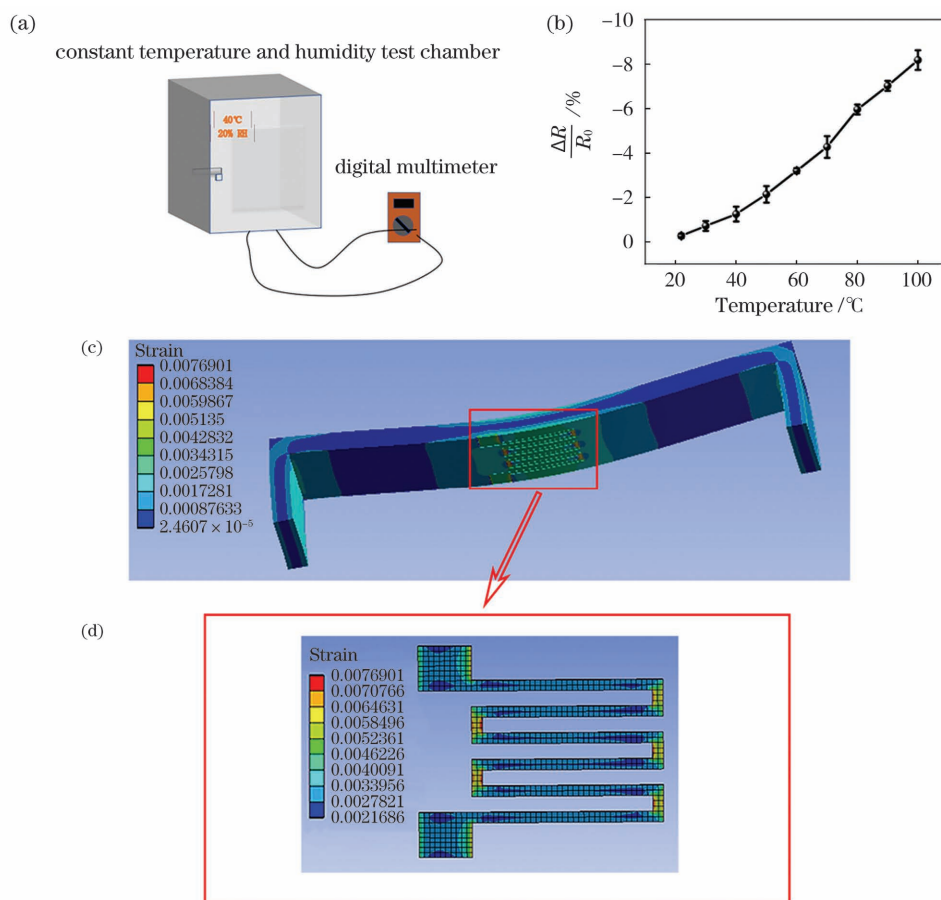 (a)
constant temperature and humidity test chamber
40℃
20% RH
digital multimeter
(b)
-10
-8
-6
-4
-2
0
ΔR/R₀ /%
20 40 60 80 100
Temperature /℃
(c)
Strain
0.0076901
0.0068384
0.0059867
0.005135
0.0042832
0.0034315
0.0025798
0.0017281
0.00087633
2.4607 × 10⁻⁵
(d)
Strain
0.0076901
0.0070766
0.0064631
0.0058496
0.0052361
0.0046226
0.0040091
0.0033956
0.0027821
0.0021686